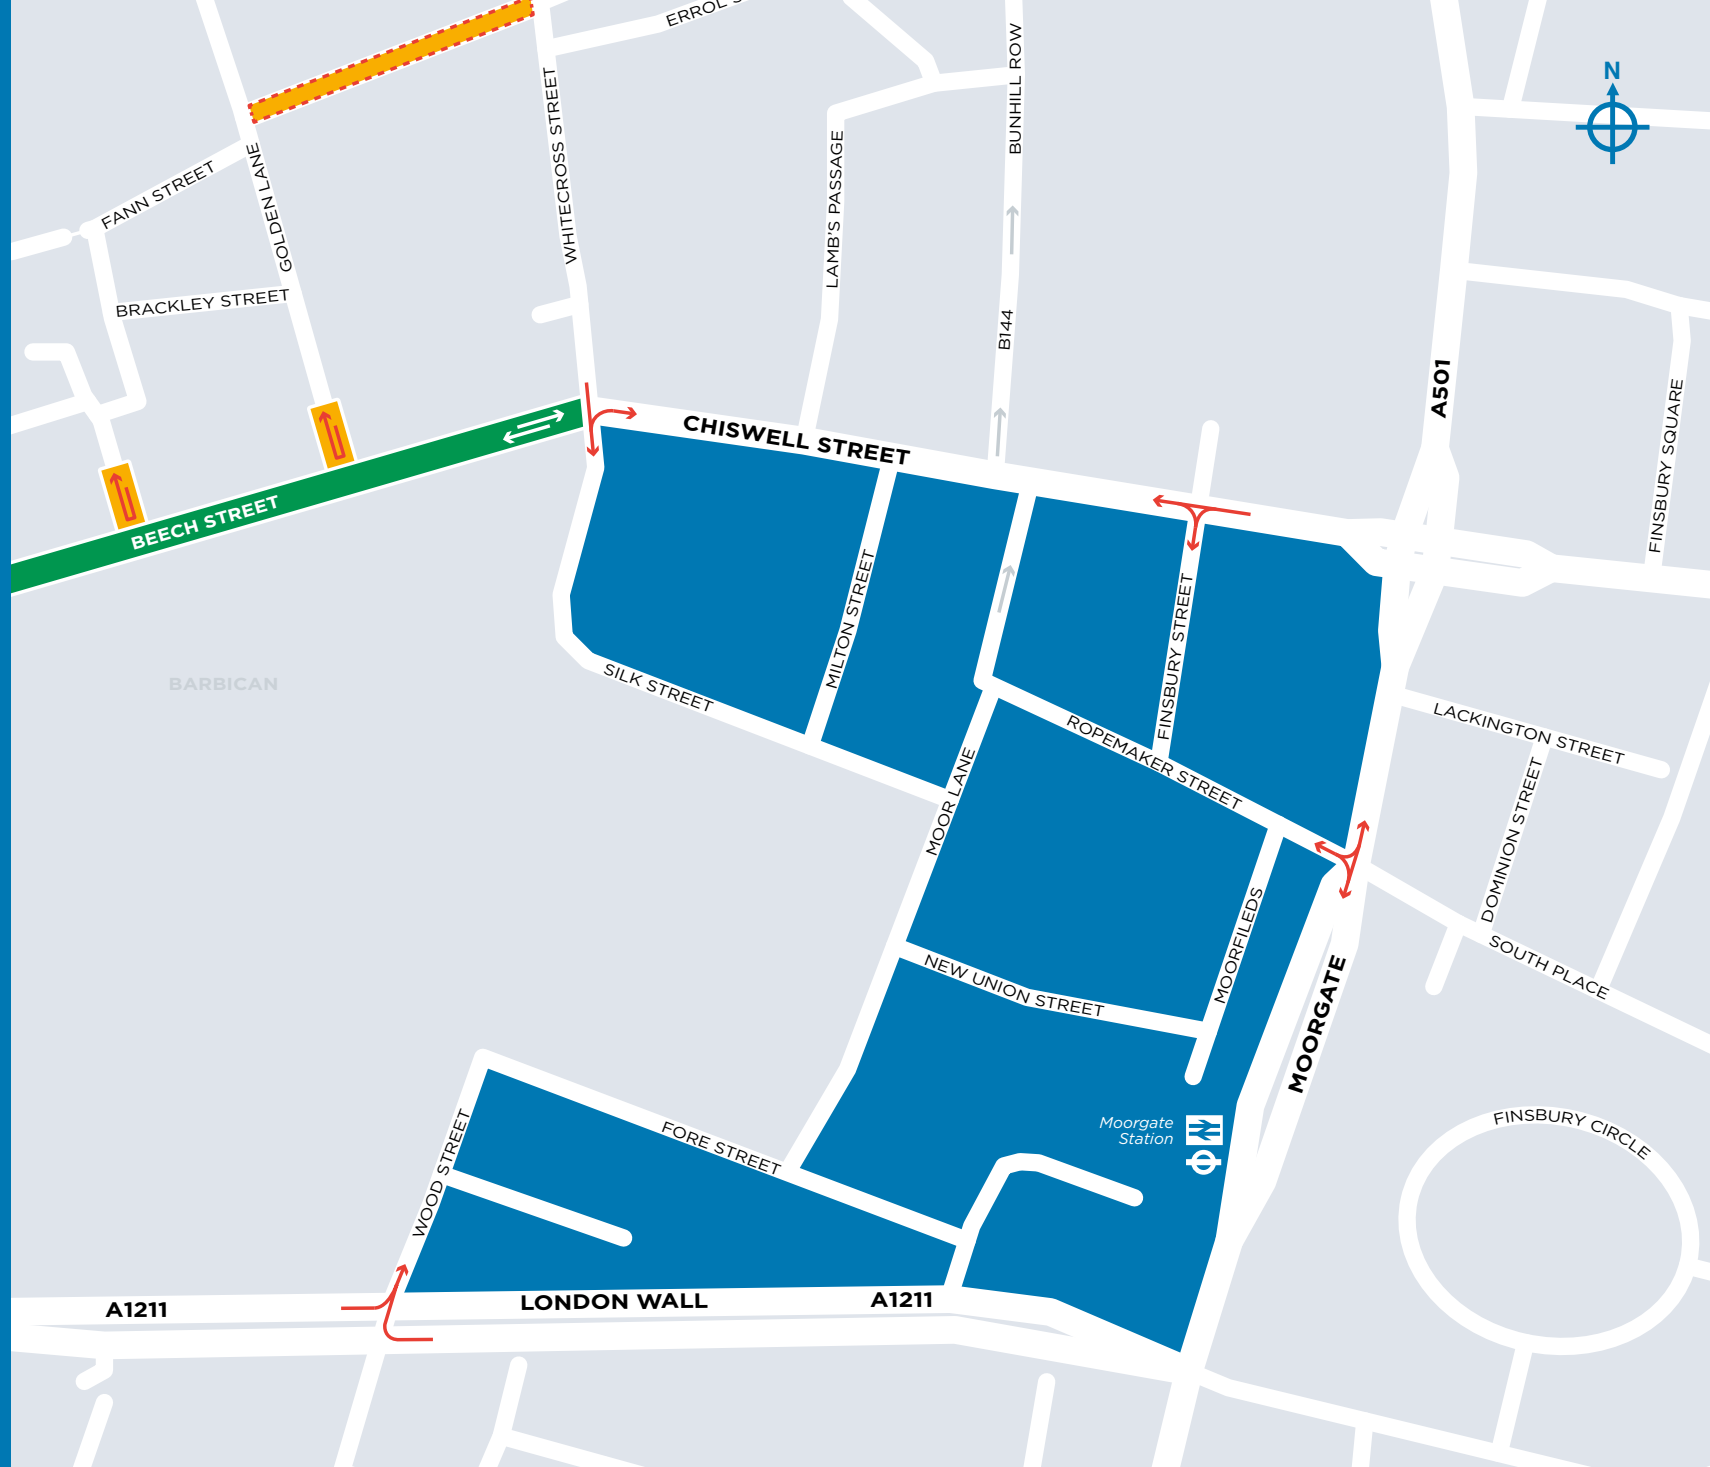 ERROL S
N
BUNHILL ROW
WHITECROSS STREET
LAMB'S PASSAGE
FANN STREET
GOLDEN LANE
BRACKLEY STREET
B144
A501
FINSBURY SQUARE
CHISWELL STREET
BEECH STREET
MILTON STREET
FINSBURY STREET
BARBICAN
SILK STREET
ROPEMAKER STREET
LACKINGTON STREET
MOOR LANE
DOMINION STREET
MOORFILEDS
SOUTH PLACE
NEW UNION STREET
MOORGATE
Moorgate
Station
FINSBURY CIRCLE
FORE STREET
WOOD STREET
A1211
LONDON WALL
A1211